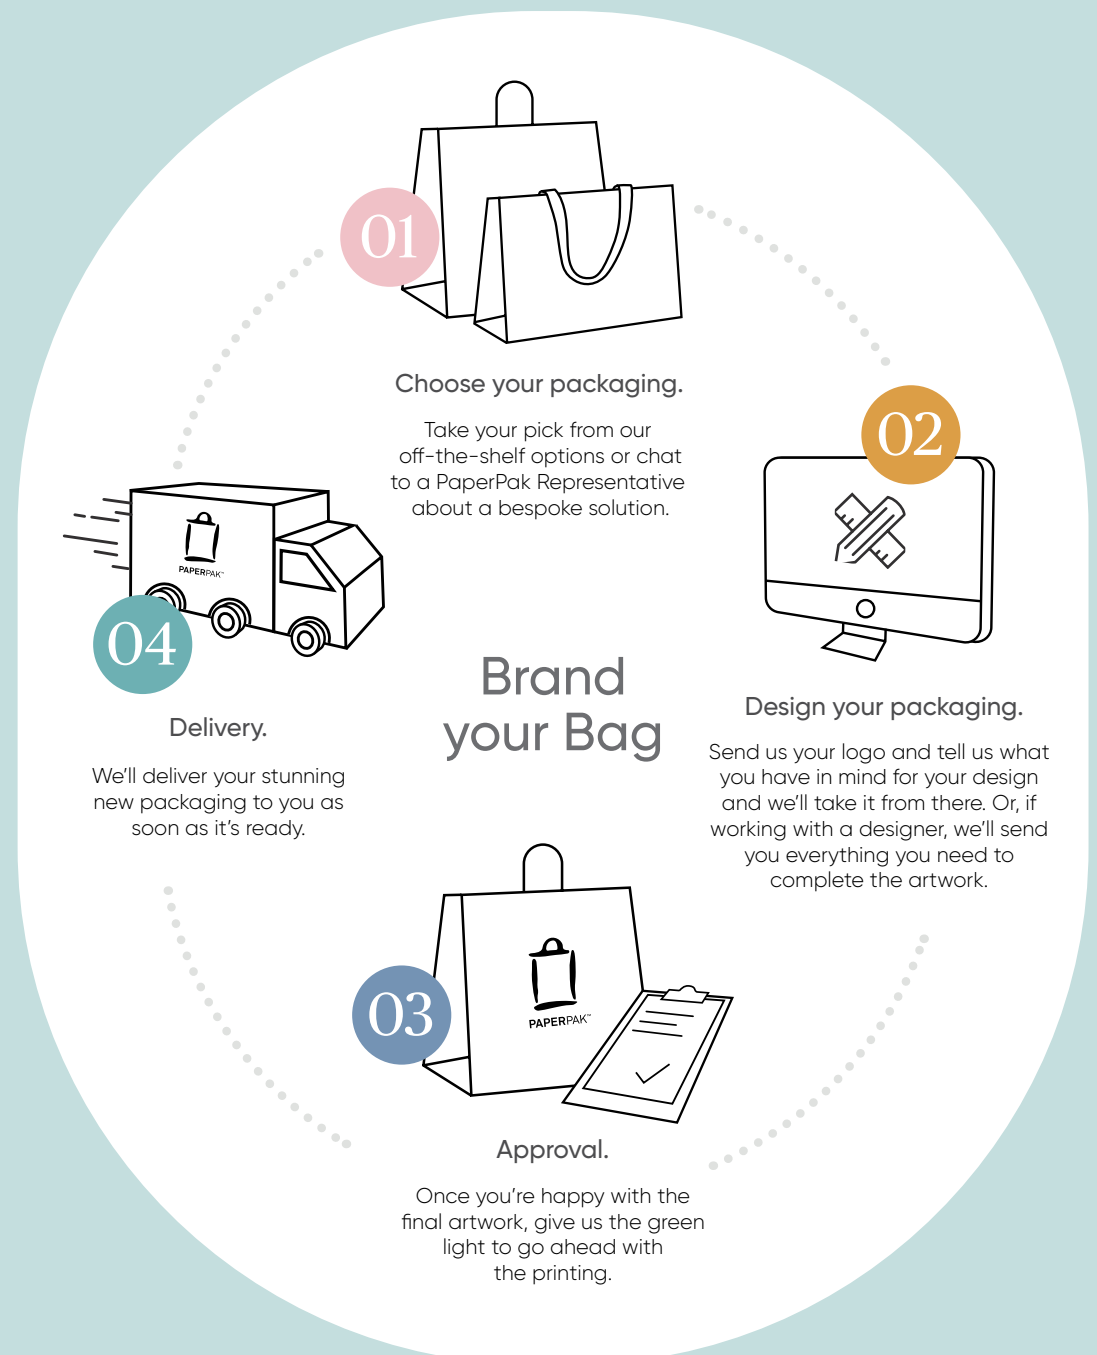 01
Choose your packaging.
Take your pick from our
off-the-shelf options or chat
to a PaperPak Representative
about a bespoke solution.
02
Design your packaging.
Send us your logo and tell us what
you have in mind for your design
and we'll take it from there. Or, if
working with a designer, we'll send
you everything you need to
complete the artwork.
Brand
your Bag
03
PAPERPAK™
Approval.
Once you're happy with the
final artwork, give us the green
light to go ahead with
the printing.
PAPERPAK™
04
Delivery.
We'll deliver your stunning
new packaging to you as
soon as it's ready.